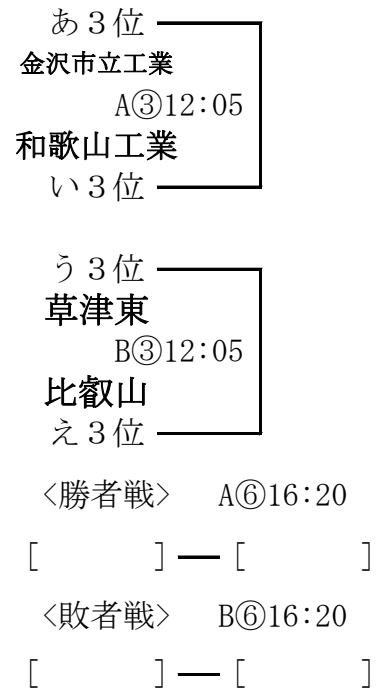 あ３位
金沢市立工業
A③12:05
和歌山工業
い３位
う３位
草津東
B③12:05
比叡山
え３位
<勝者戦> A⑥16:20
[ ] ー [ ]
<敗者戦> B⑥16:20
[ ] ー [ ]